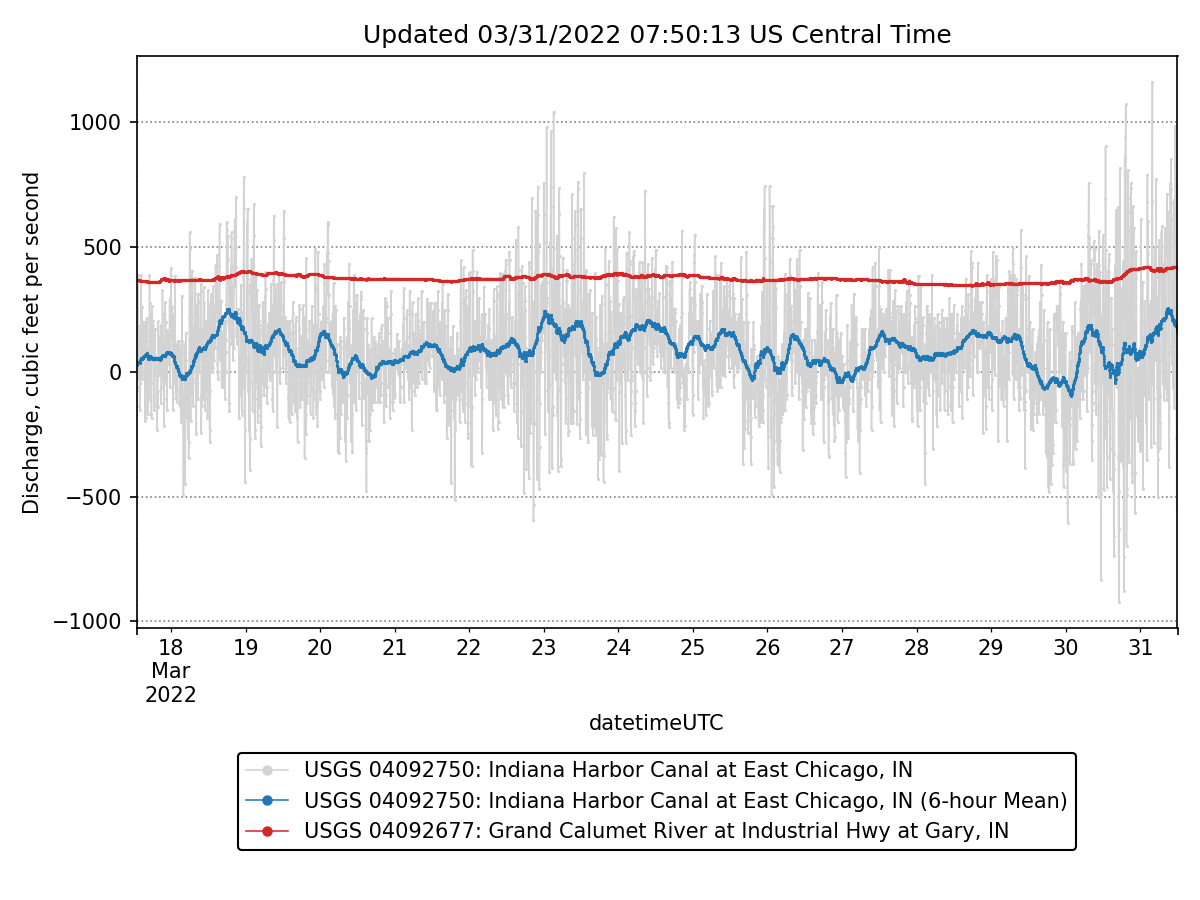 Updated 03/31/2022 07:50:13 US Central Time
Discharge, cubic feet per second
1000
500
0
−500
−1000
18 19 20 21 22 23 24 25 26 27 28 29 30 31
Mar
2022
datetimeUTC
USGS 04092750: Indiana Harbor Canal at East Chicago, IN
USGS 04092750: Indiana Harbor Canal at East Chicago, IN (6-hour Mean)
USGS 04092677: Grand Calumet River at Industrial Hwy at Gary, IN